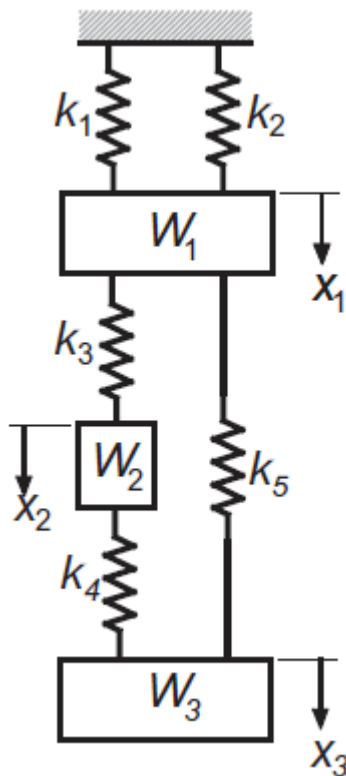 k₁
k₂
W₁
x₁
k₃
W₂
x₂
k₅
k₄
W₃
x₃